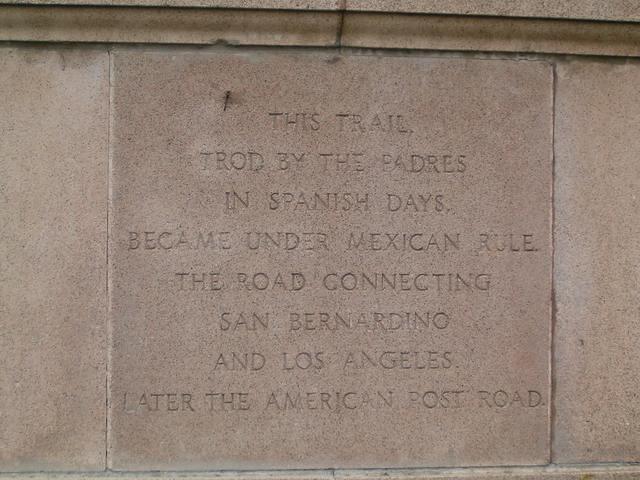 THIS TRAIL,
TROD BY THE PADRES
IN SPANISH DAYS,
BECAME UNDER MEXICAN RULE,
THE ROAD CONNECTING
SAN BERNARDINO
AND LOS ANGELES,
LATER THE AMERICAN POST ROAD.